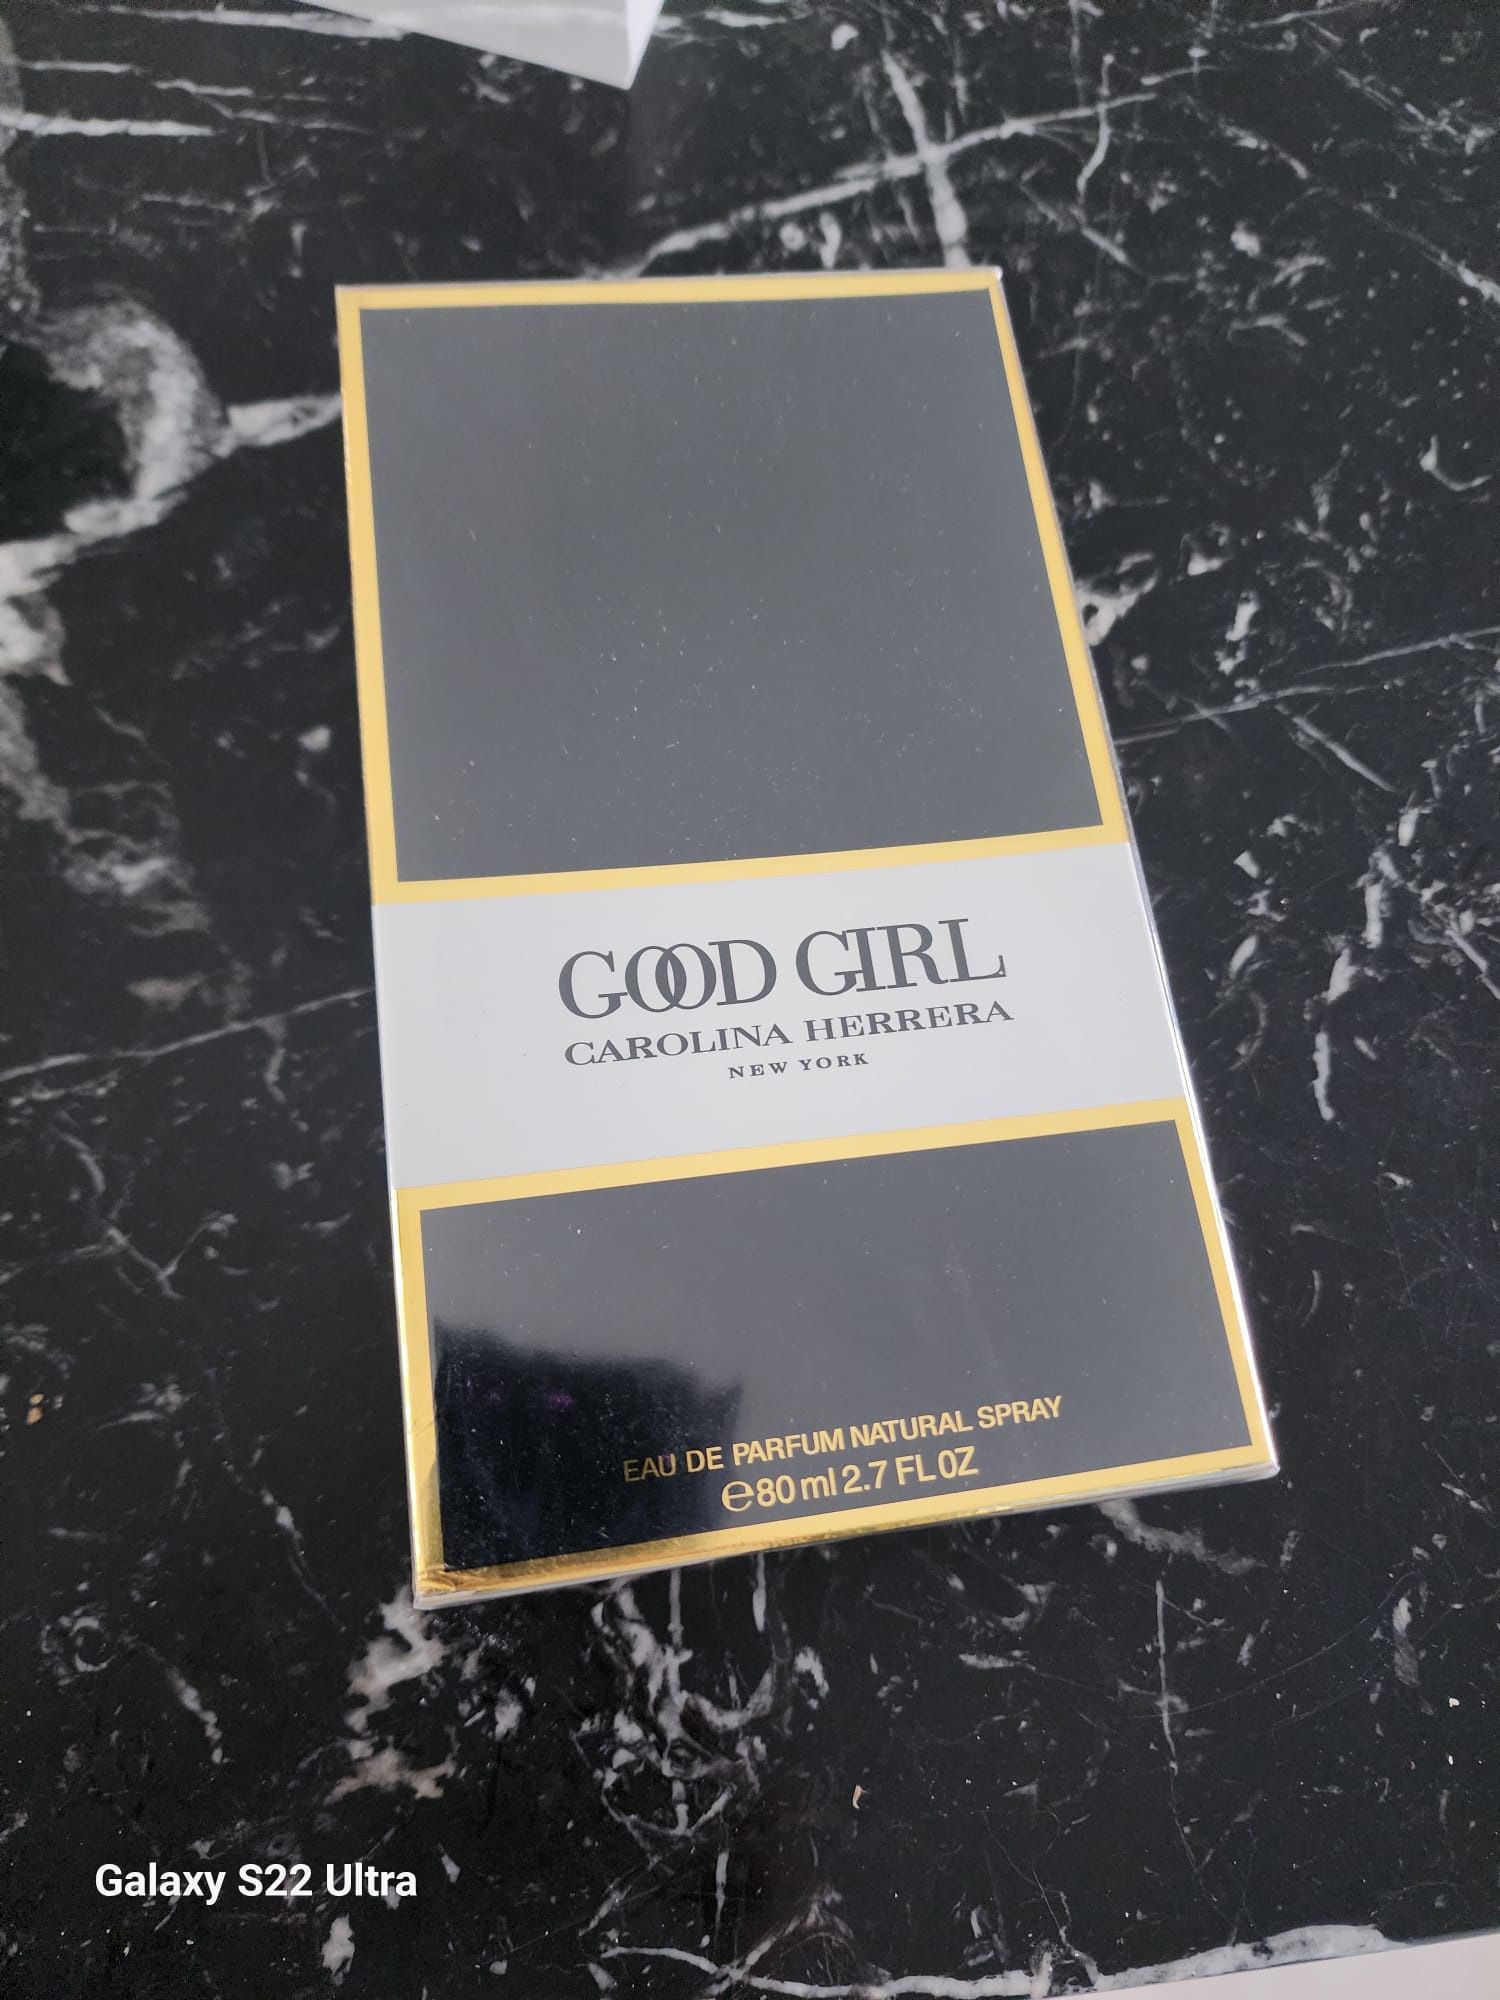 GOOD GIRL
CAROLINA HERRERA
NEW YORK
EAU DE PARFUM NATURAL SPRAY
℮80 ml 2.7 FL OZ
Galaxy S22 Ultra